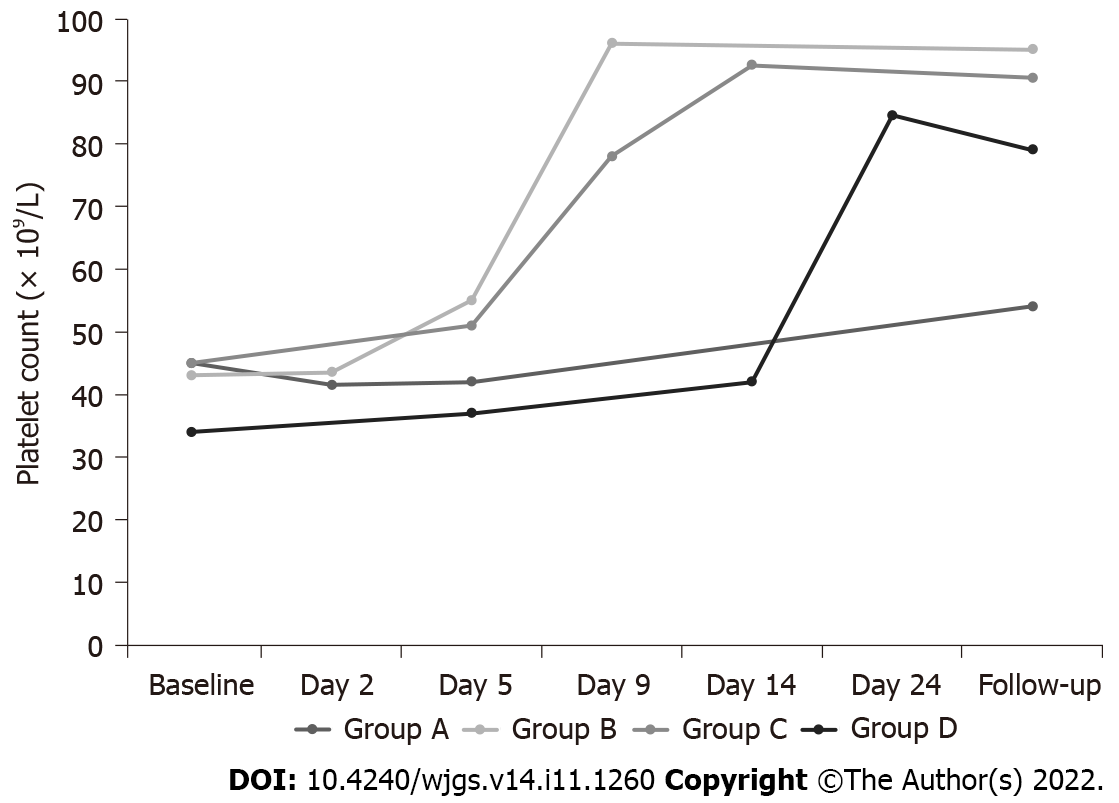 Platelet count (× 10⁹/L)
100
90
80
70
60
50
40
30
20
10
0
Baseline Day 2 Day 5 Day 9 Day 14 Day 24 Follow-up
Group A Group B Group C Group D
DOI: 10.4240/wjgs.v14.i11.1260 Copyright ©The Author(s) 2022.